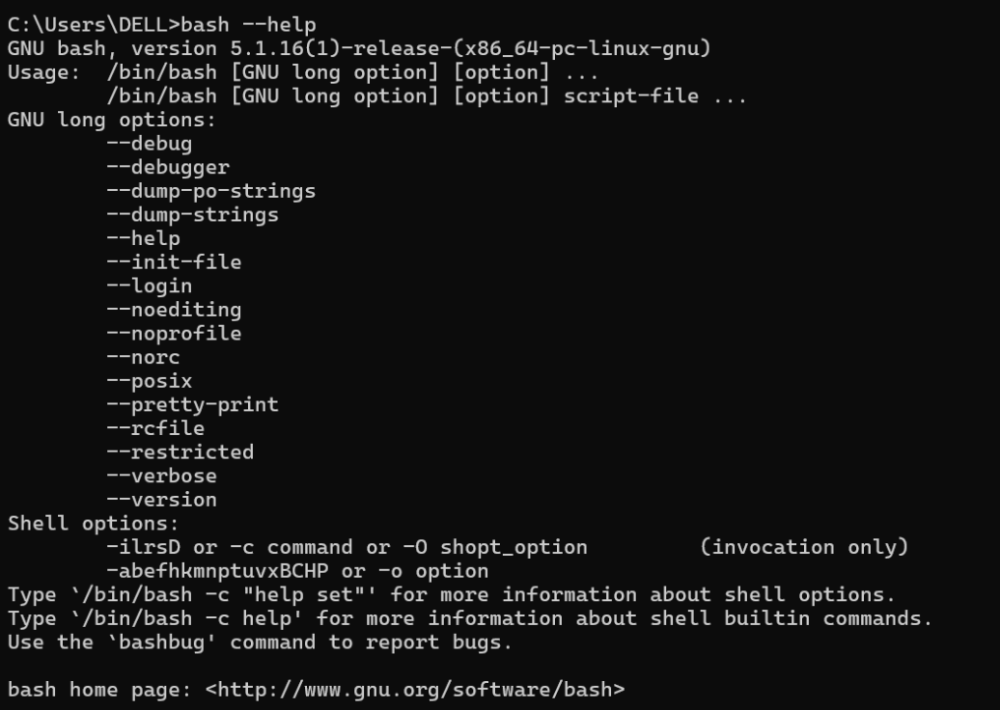 C:\Users\DELL>bash --help
GNU bash, version 5.1.16(1)-release-(x86_64-pc-linux-gnu)
Usage:  /bin/bash [GNU long option] [option] ...
        /bin/bash [GNU long option] [option] script-file ...
GNU long options:
        --debug
        --debugger
        --dump-po-strings
        --dump-strings
        --help
        --init-file
        --login
        --noediting
        --noprofile
        --norc
        --posix
        --pretty-print
        --rcfile
        --restricted
        --verbose
        --version
Shell options:
        -ilrsD or -c command or -O shopt_option         (invocation only)
        -abefhkmnptuvxBCHP or -o option
Type `/bin/bash -c "help set"' for more information about shell options.
Type `/bin/bash -c help' for more information about shell builtin commands.
Use the `bashbug' command to report bugs.

bash home page: <http://www.gnu.org/software/bash>